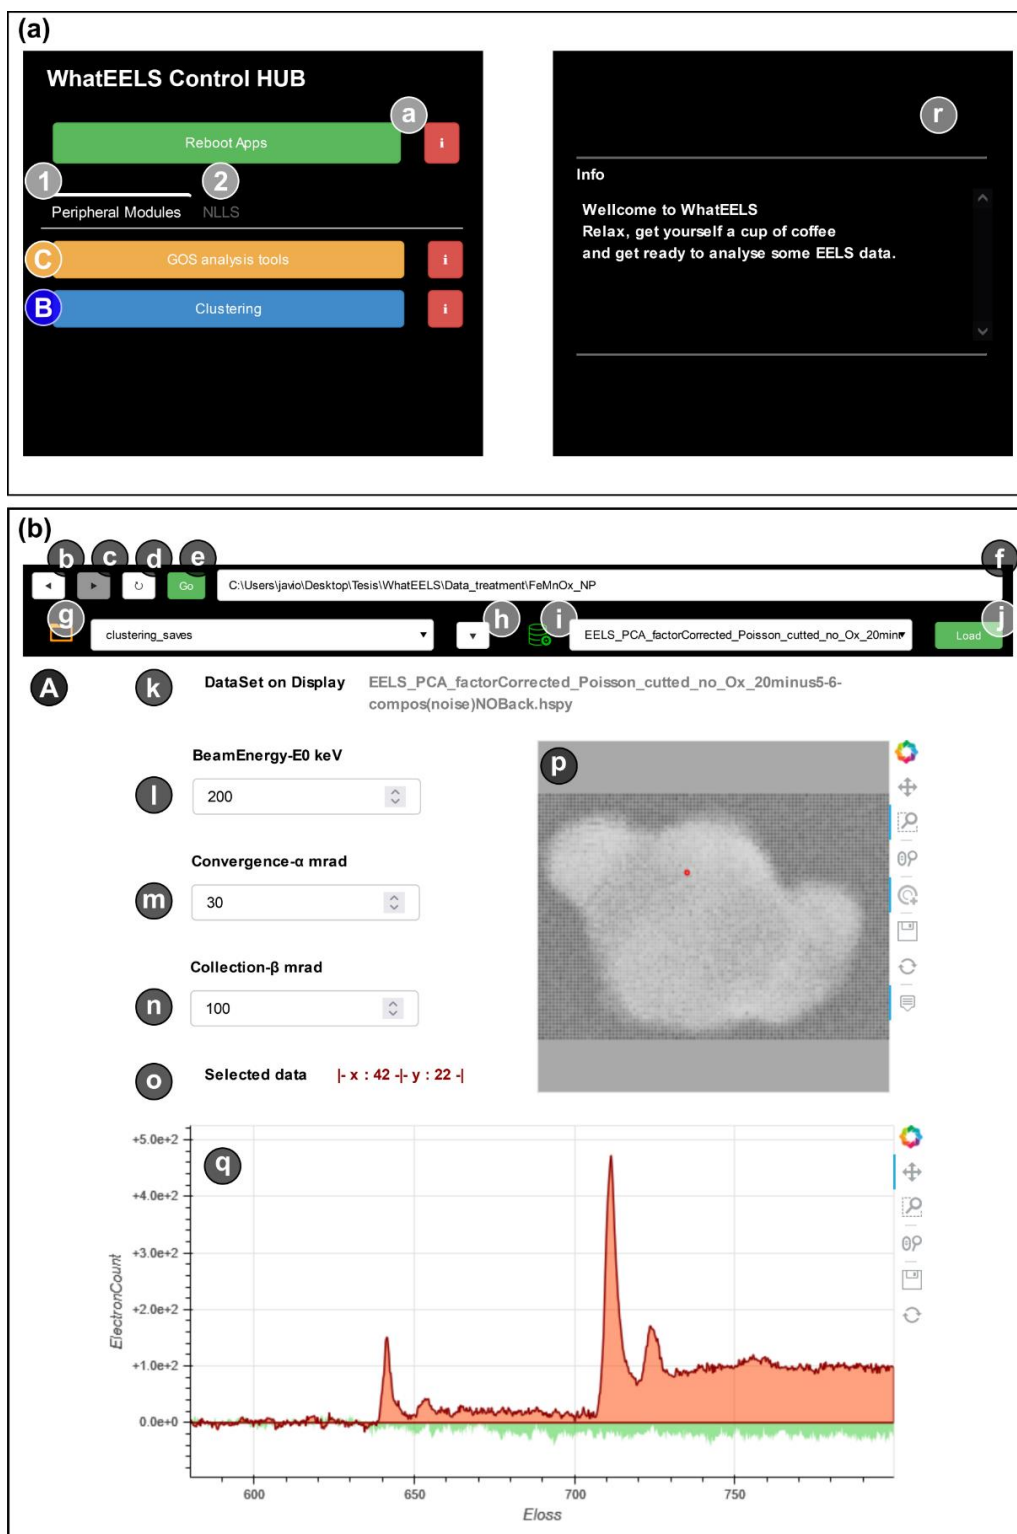 (a)
WhatEELS Control HUB
a
r
Reboot Apps
i
1
2
Peripheral Modules
NLLS
Info
C
GOS analysis tools
i
B
Clustering
i
Wellcome to WhatEELS
Relax, get yourself a cup of coffee
and get ready to analyse some EELS data.
(b)
b
c
d
e
f
Go
C:\Users\javio\Desktop\Tesis\WhatEELS\Data_treatment\FeMnOx_NP
g
clustering_saves
h
i
EELS_PCA_factorCorrected_Poisson_cutted_no_Ox_20min
j
Load
A
k
DataSet on Display
EELS_PCA_factorCorrected_Poisson_cutted_no_Ox_20minus5-6-
compos(noise)NOBack.hspy
BeamEnergy-E0 keV
l
200
Convergence-α mrad
m
30
Collection-β mrad
n
100
o
Selected data
|- x : 42 -|- y : 22 -|
p
q
+5.0e+2
+4.0e+2
+3.0e+2
+2.0e+2
+1.0e+2
0.0e+0
ElectronCount
600
650
700
750
Eloss